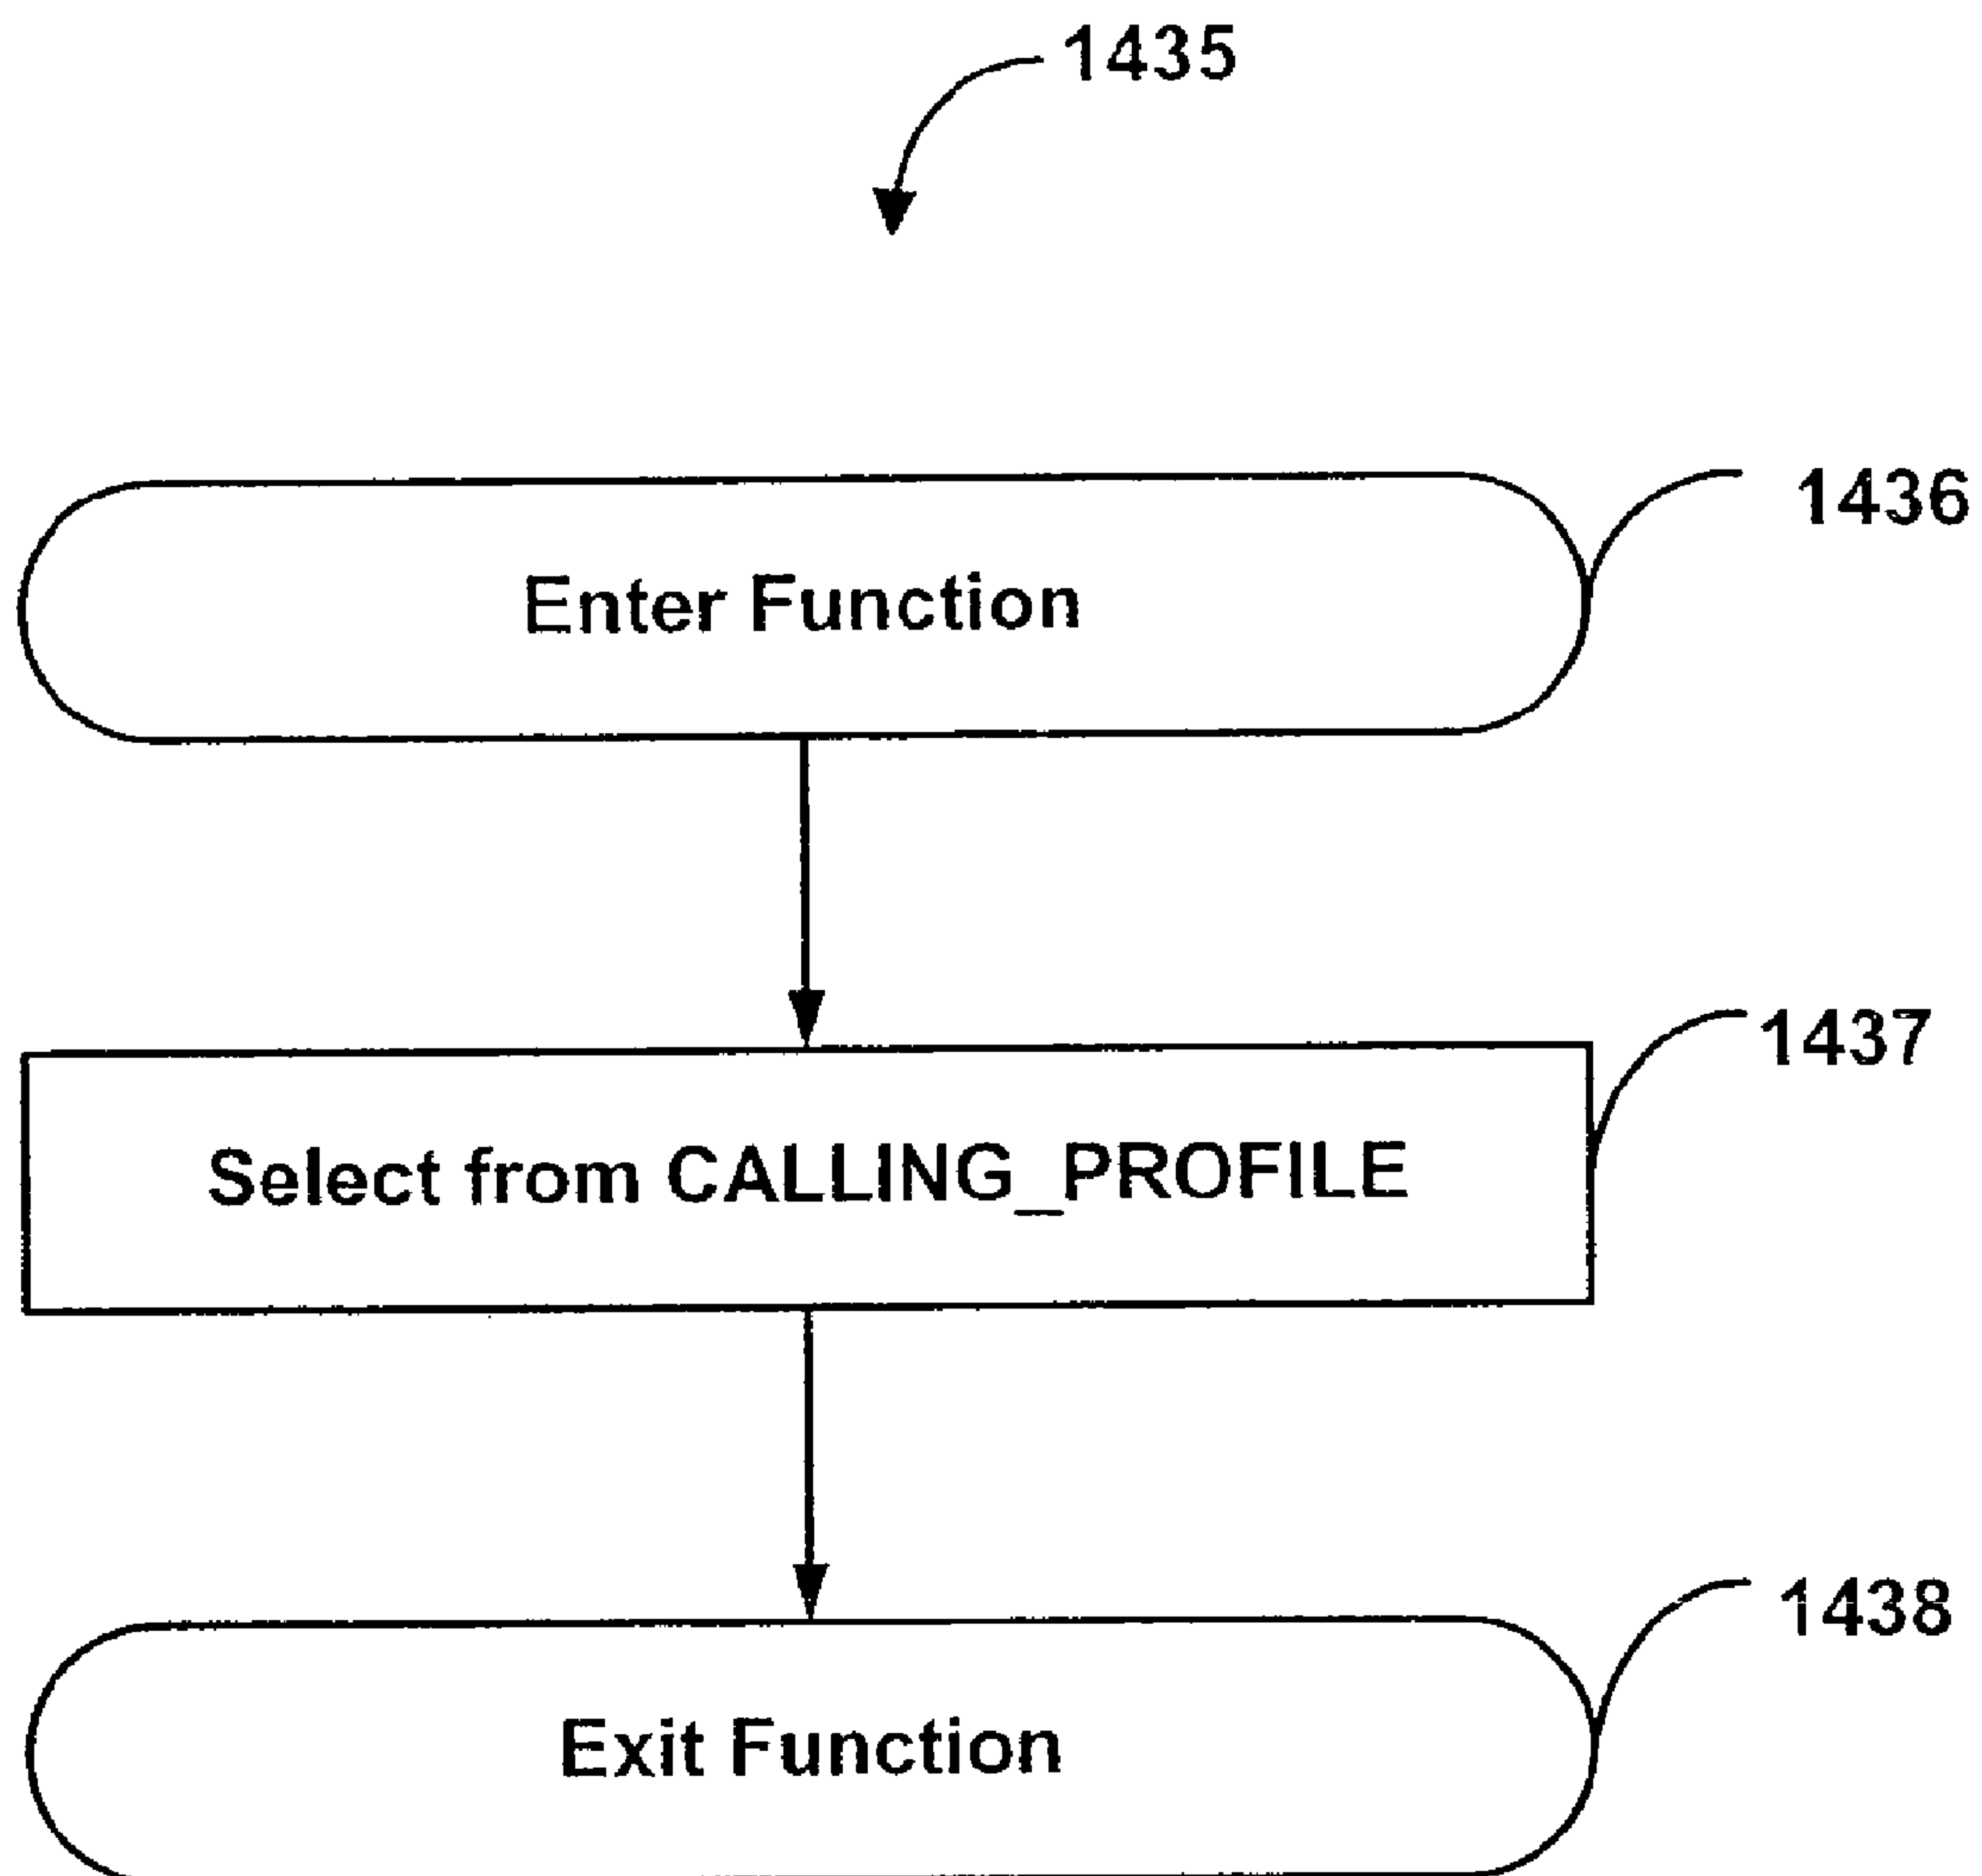 1435
1436
Enter Function
1437
Select from CALLING_PROFILE
1438
Exit Function